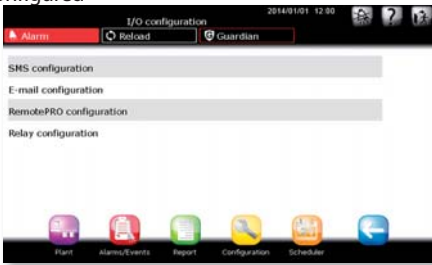 figured
I/O configuration
2014/01/01 12:00
Alarm
Reload
Guardian
SMS configuration
E-mail configuration
RemotePRO configuration
Relay configuration
Plant
Alarms/Events
Report
Configuration
Scheduler